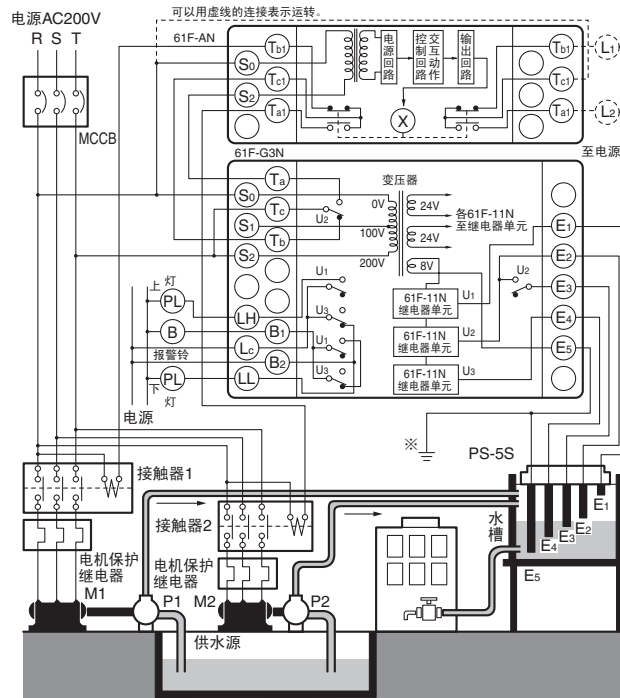 可以用虚线的连接表示运转。
电源AC200V
R S T
MCCB
61F-AN
Tb1
S0
Tc1
S2
Ta1
电源回路
交互动作控制回路
输出回路
X
Tb1
Tc1
Ta1
L1
L2
至电源
61F-G3N
Ta
S0
Tc
S1
Tb
S2
U2
变压器
0V
100V
200V
24V
24V
8V
各61F-11N
至继电器单元
E1
E2
E3
E4
E5
U2
U1
U3
U1
U3
61F-11N
继电器单元
U1
61F-11N
继电器单元
U2
61F-11N
继电器单元
U3
上灯
PL
LH
B
B1
报警铃
Lc
B2
PL
LL
下灯
电源
※
PS-5S
接触器1
接触器2
电机保护
继电器
电机保护
继电器
M1
P1
M2
P2
供水源
水槽
E1
E2
E3
E4
E5